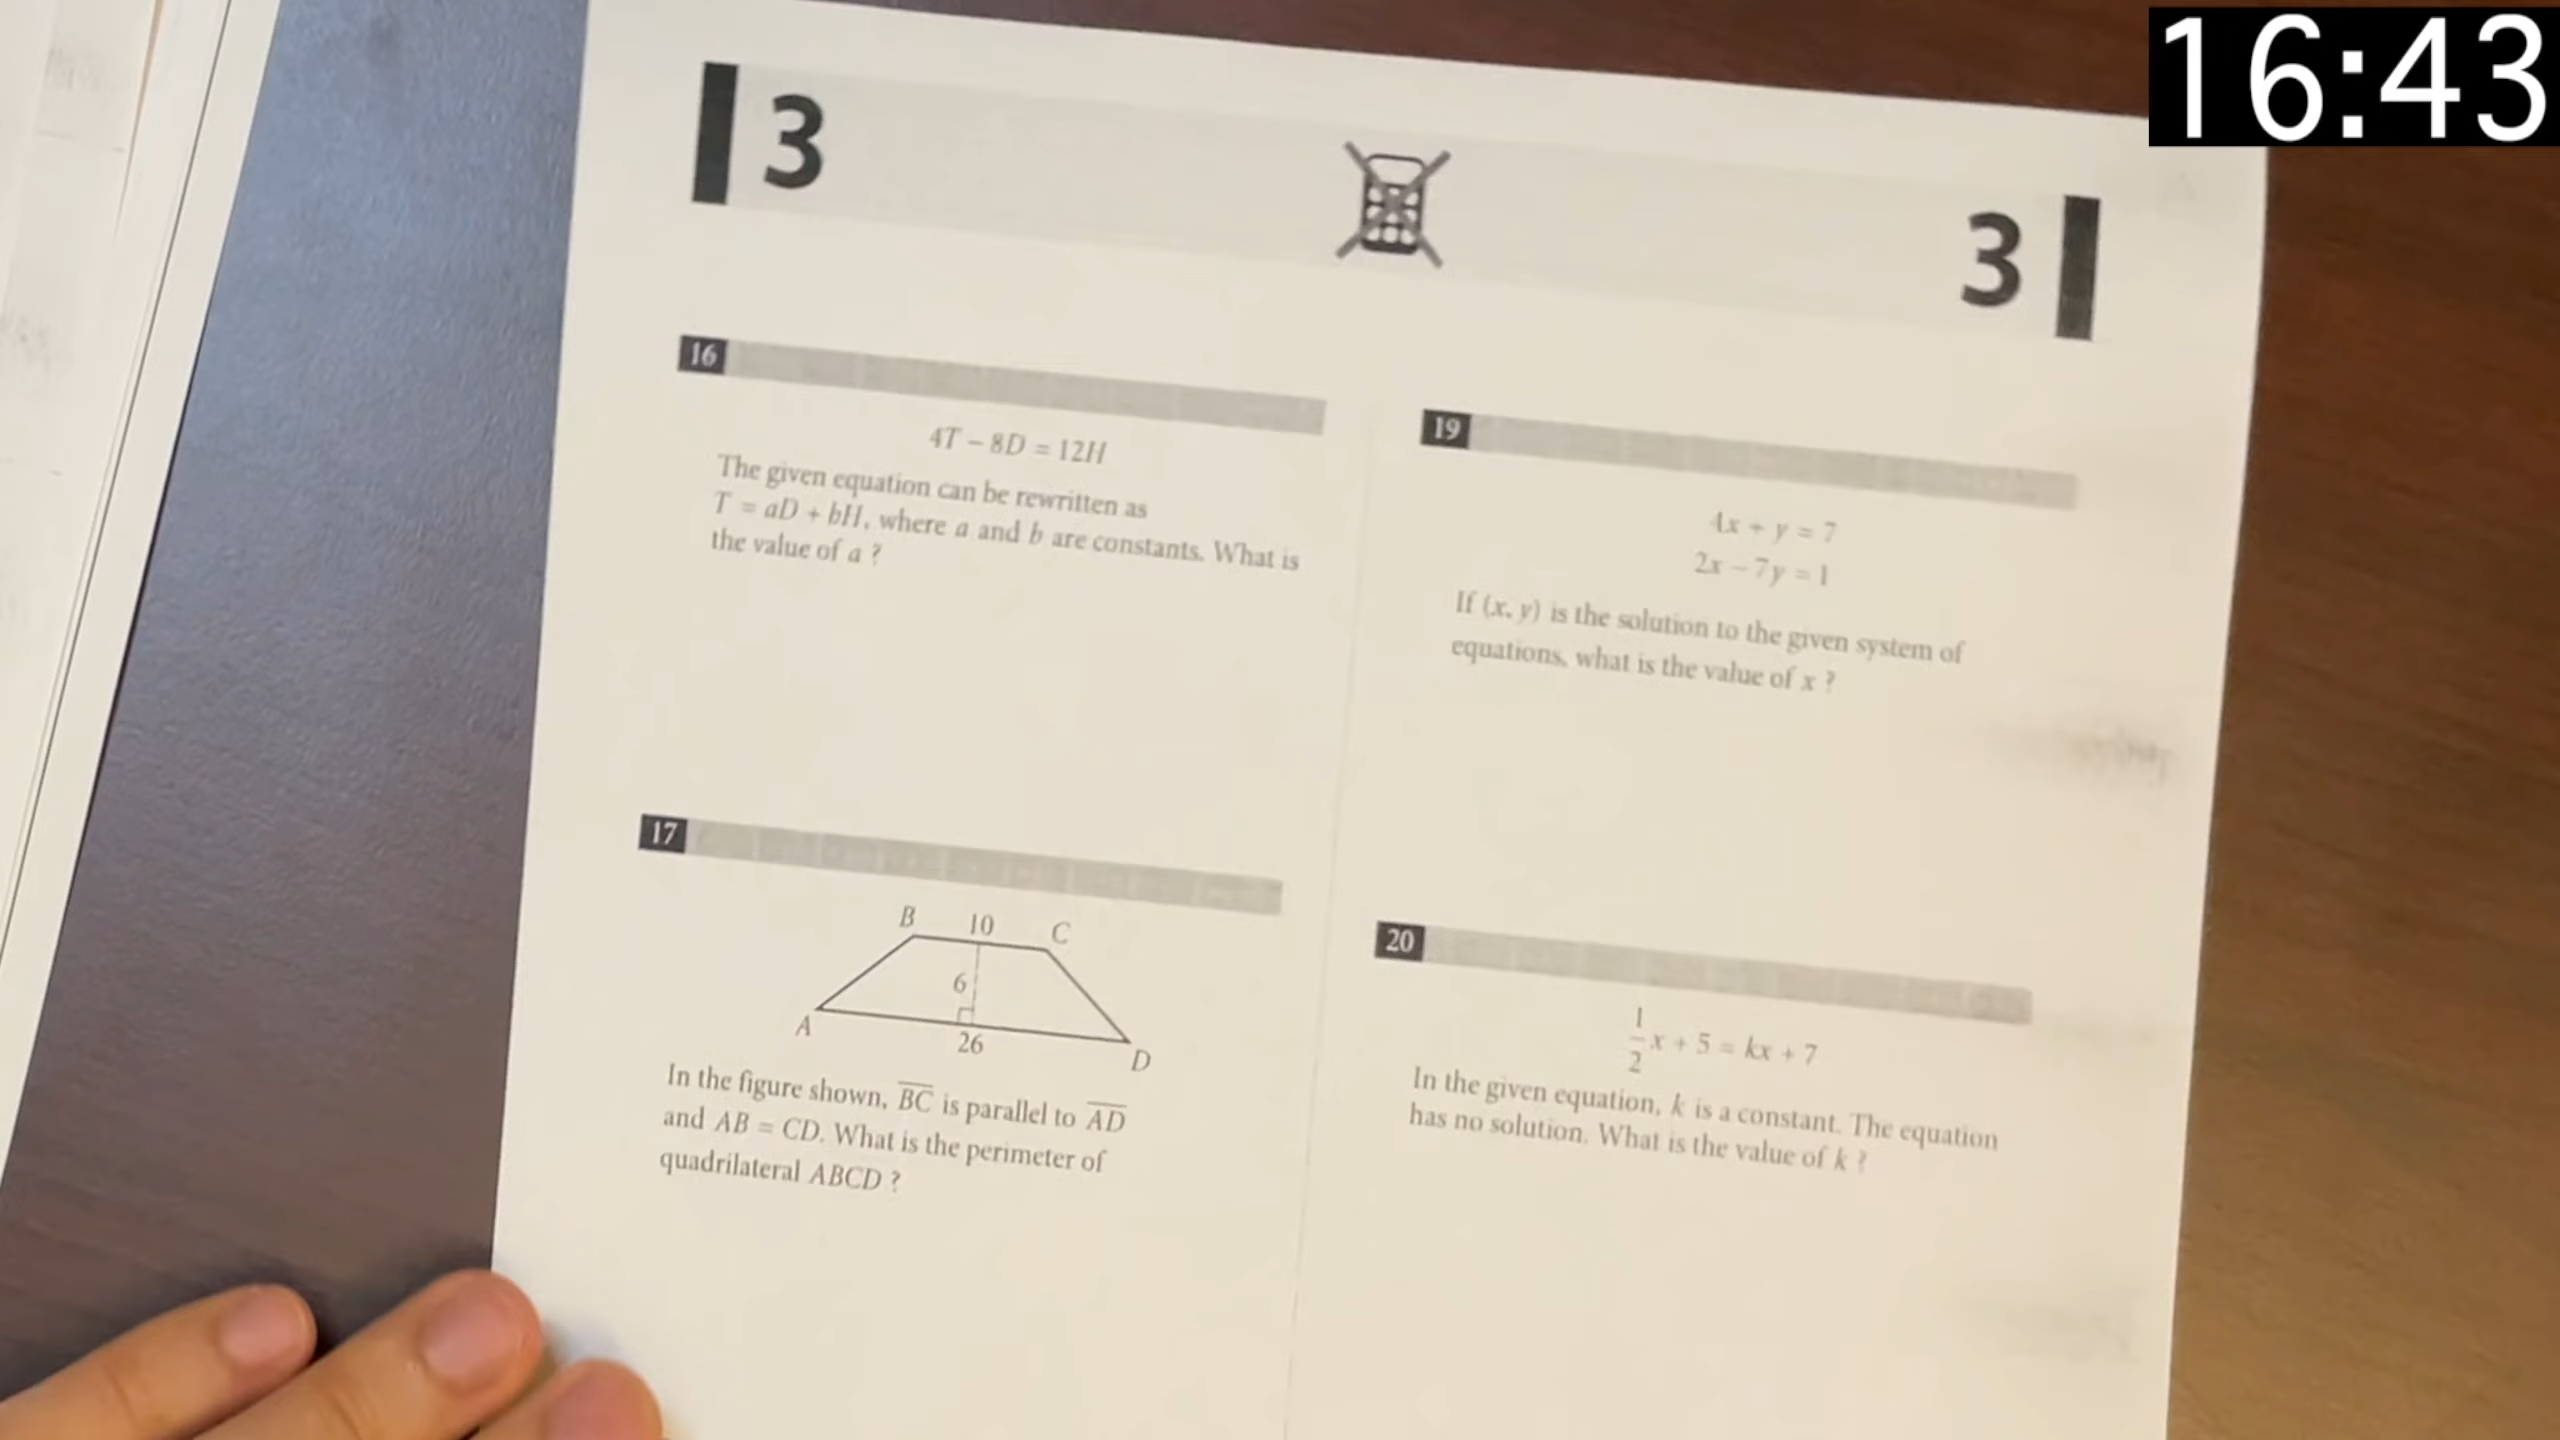 16:43
3
3
16
4T – 8D = 12H
The given equation can be rewritten as
T = aD + bH, where a and b are constants. What is
the value of a ?
17
B 10 C
6
A 26 D
In the figure shown, BC is parallel to AD
and AB = CD. What is the perimeter of
quadrilateral ABCD ?
19
4x + y = 7
2x – 7y = 1
If (x, y) is the solution to the given system of
equations, what is the value of x ?
20
1/2 x + 5 = kx + 7
In the given equation, k is a constant. The equation
has no solution. What is the value of k ?